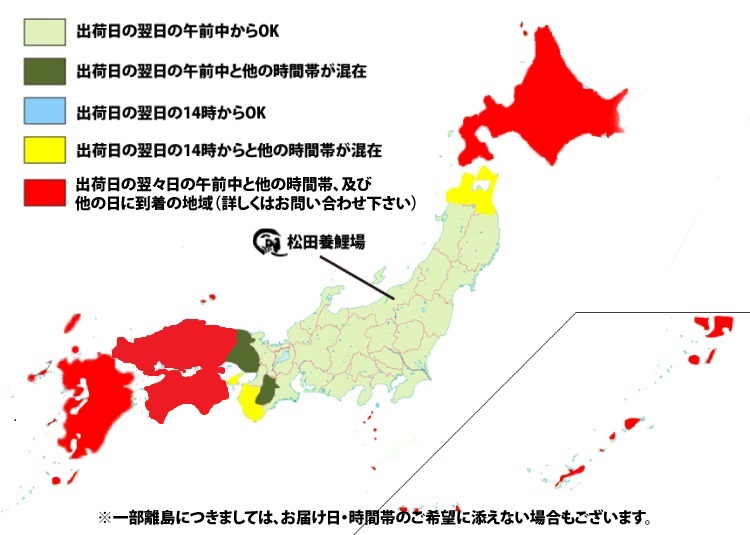 出荷日の翌日の午前中からOK
出荷日の翌日の午前中と他の時間帯が混在
出荷日の翌日の14時からOK
出荷日の翌日の14時からと他の時間帯が混在
出荷日の翌々日の午前中と他の時間帯、及び
他の日に到着の地域（詳しくはお問い合わせ下さい）
松田養鯉場
※一部離島につきましては、お届け日・時間帯のご希望に添えない場合もございます。